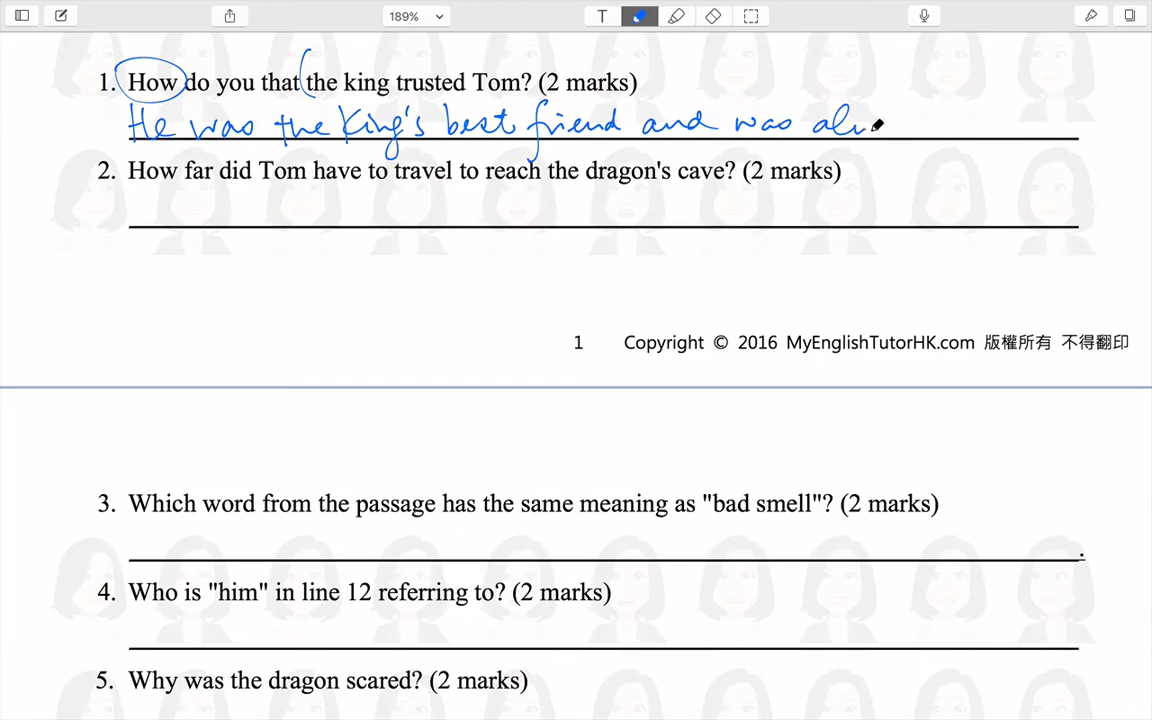 189%
T
1. How do you that the king trusted Tom? (2 marks)
He was the King's best friend and was
2. How far did Tom have to travel to reach the dragon's cave? (2 marks)
1 Copyright © 2016 MyEnglishTutorHK.com 版權所有 不得翻印
3. Which word from the passage has the same meaning as "bad smell"? (2 marks)
.
4. Who is "him" in line 12 referring to? (2 marks)
5. Why was the dragon scared? (2 marks)